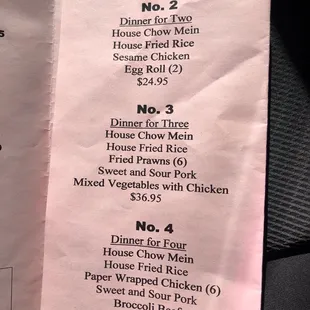 No. 2
Dinner for Two
House Chow Mein
House Fried Rice
Sesame Chicken
Egg Roll (2)
$24.95
No. 3
Dinner for Three
House Chow Mein
House Fried Rice
Fried Prawns (6)
Sweet and Sour Pork
Mixed Vegetables with Chicken
$36.95
No. 4
Dinner for Four
House Chow Mein
House Fried Rice
Paper Wrapped Chicken (6)
Sweet and Sour Pork
Broccoli